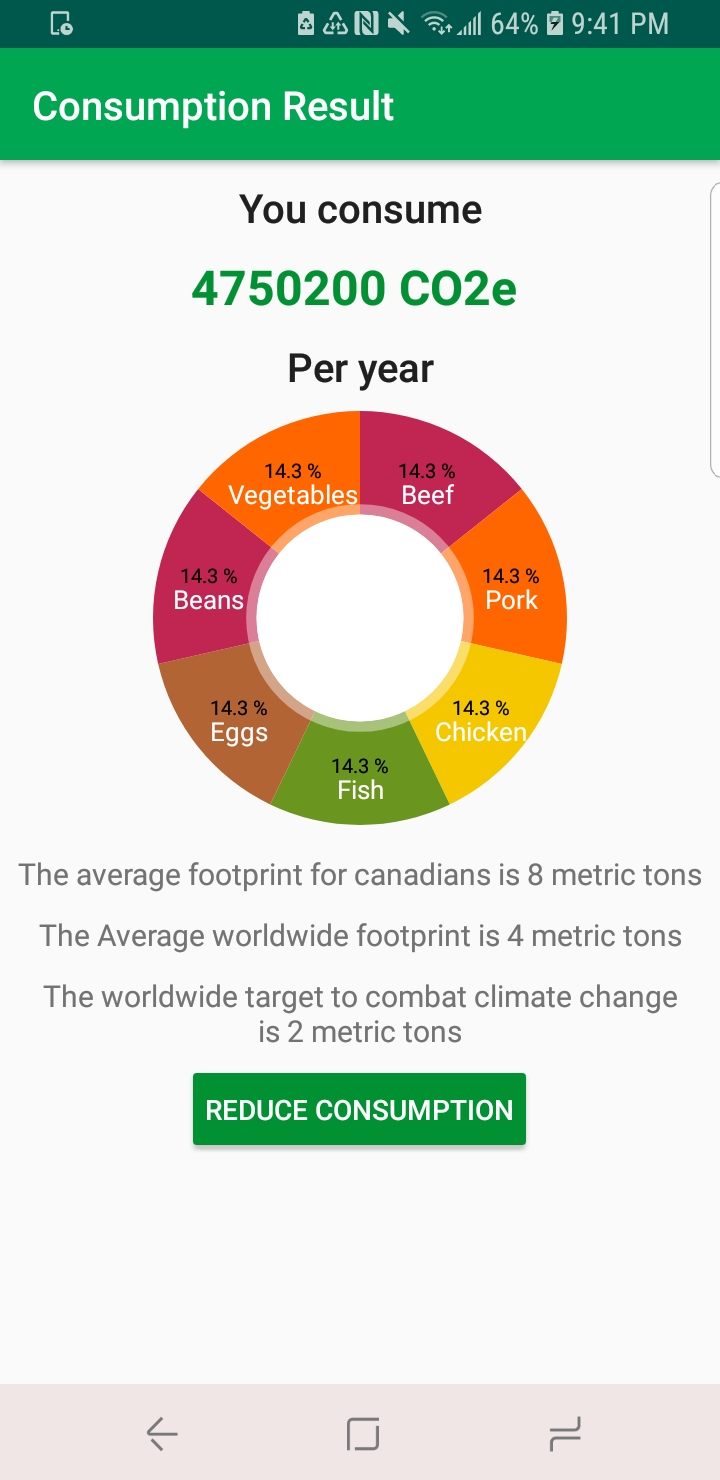 64% 9:41 PM
Consumption Result
You consume
4750200 CO2e
Per year
14.3 %
Vegetables
14.3 %
Beef
14.3 %
Beans
14.3 %
Pork
14.3 %
Eggs
14.3 %
Chicken
14.3 %
Fish
The average footprint for canadians is 8 metric tons
The Average worldwide footprint is 4 metric tons
The worldwide target to combat climate change
is 2 metric tons
REDUCE CONSUMPTION